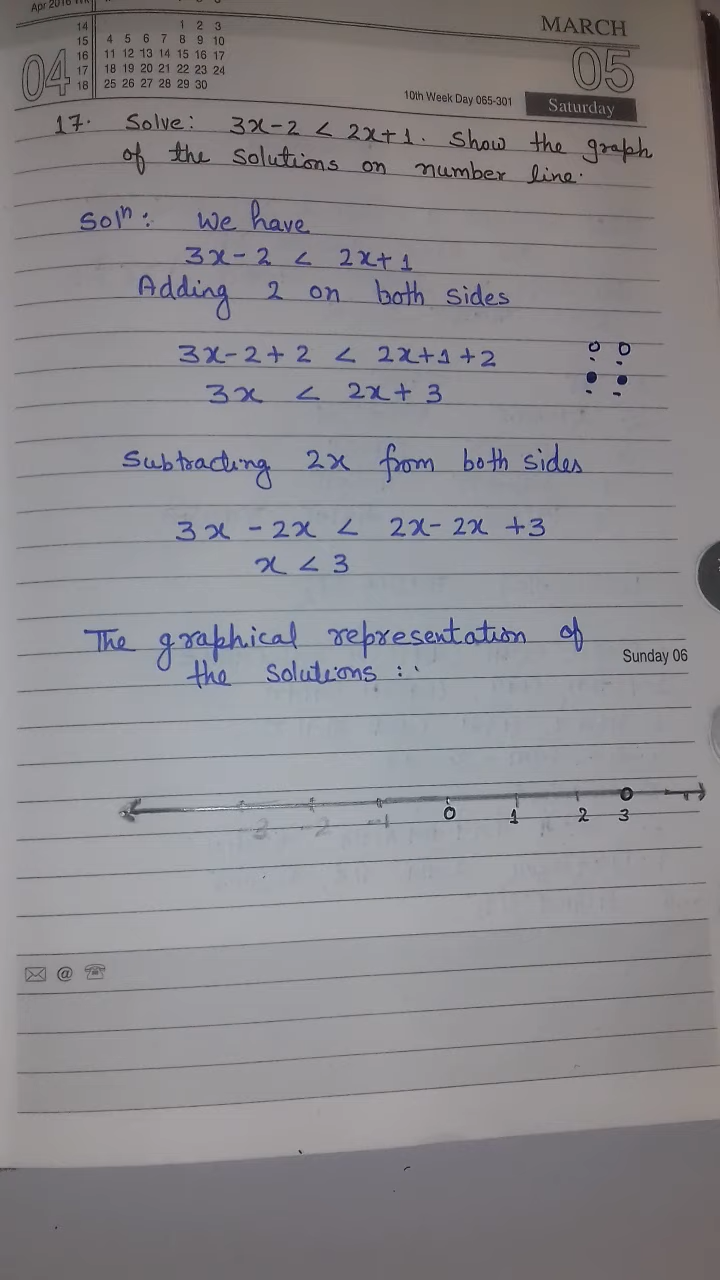 Apr 2016
MARCH
14 1 2 3
15 4 5 6 7 8 9 10
16 11 12 13 14 15 16 17
17 18 19 20 21 22 23 24
18 25 26 27 28 29 30
04
05
10th Week Day 065-301
Saturday
17. Solve: 3x-2 < 2x+1. Show the graph
of the solutions on number line.
Solⁿ: We have
3x-2 < 2x+1
Adding 2 on both sides
3x-2+2 < 2x+1+2
3x < 2x+3
Subtracting 2x from both sides
3x-2x < 2x-2x+3
x < 3
The graphical representation of
the solutions :-
Sunday 06
-3 -2 -1 0 1 2 3